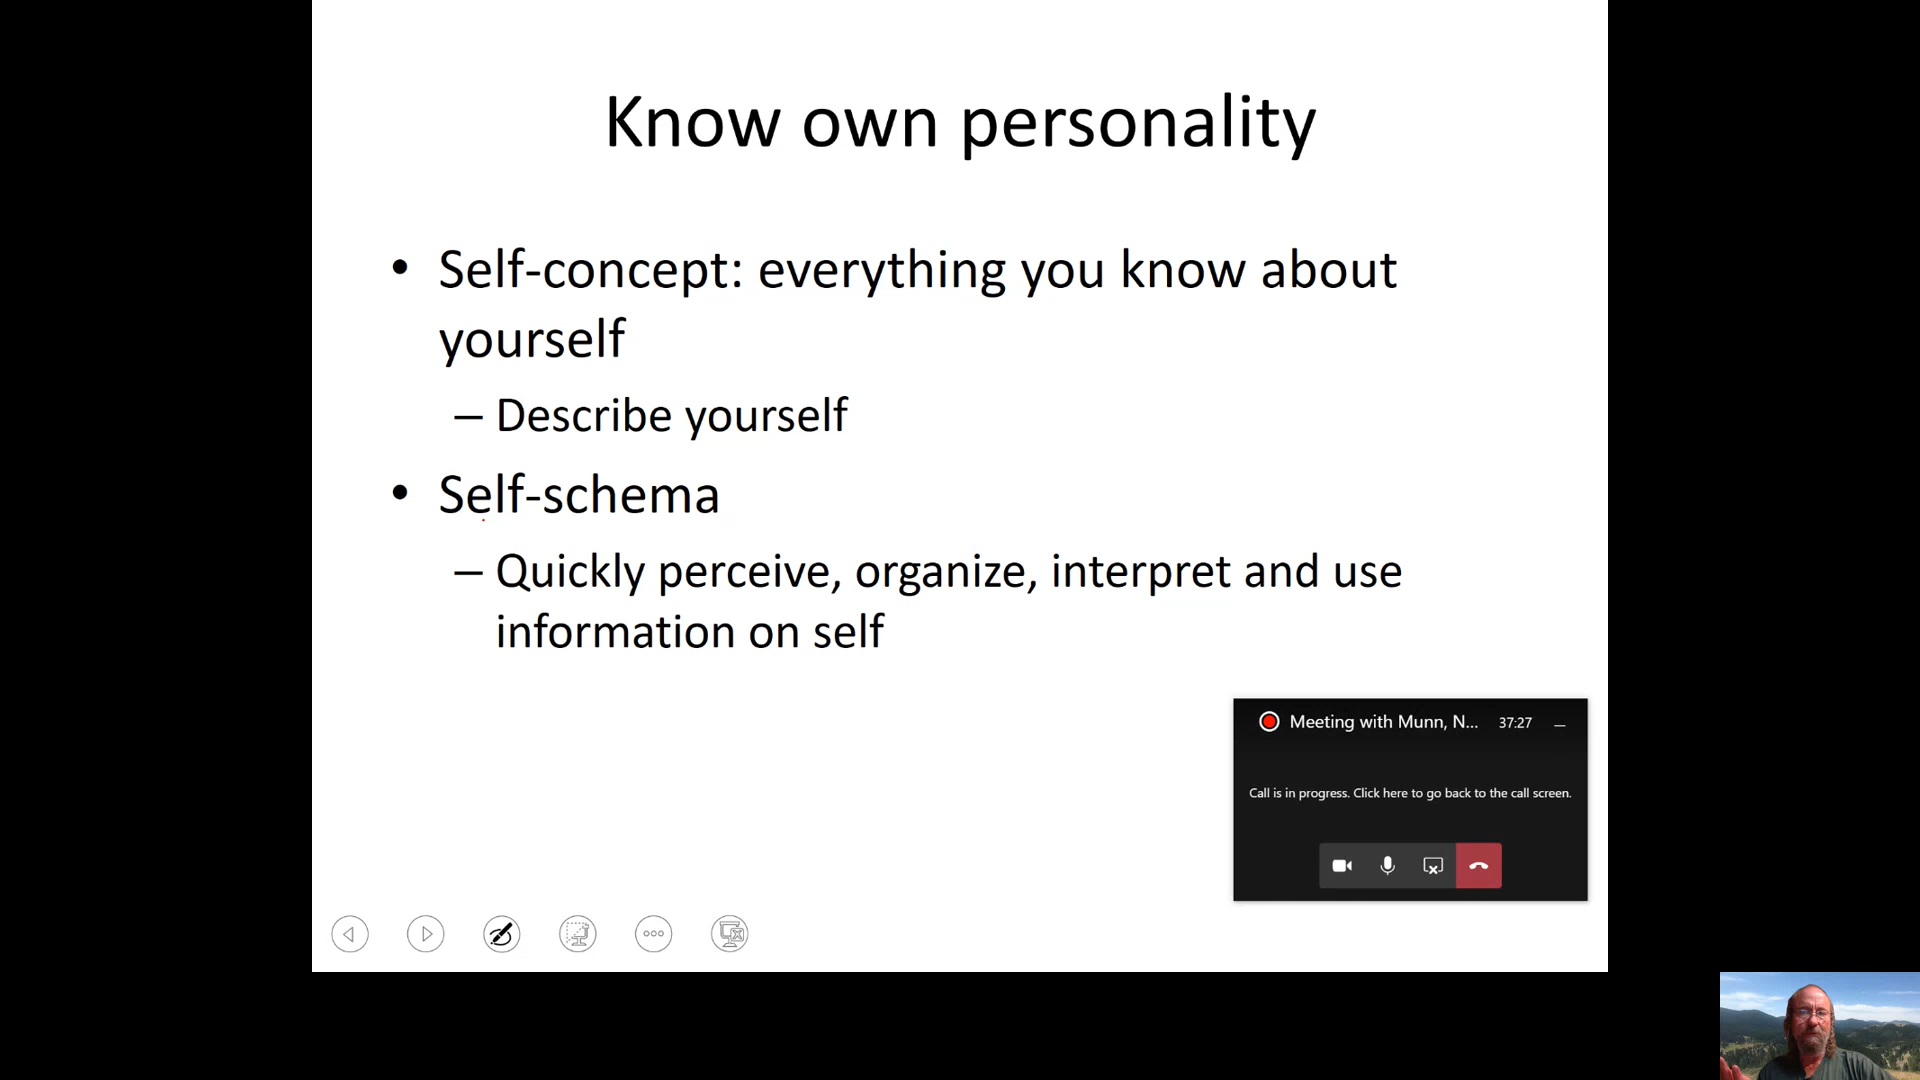 Know own personality
• Self-concept: everything you know about
yourself
– Describe yourself
• Self-schema
– Quickly perceive, organize, interpret and use
information on self
Meeting with Munn, N... 37:27
Call is in progress. Click here to go back to the call screen.